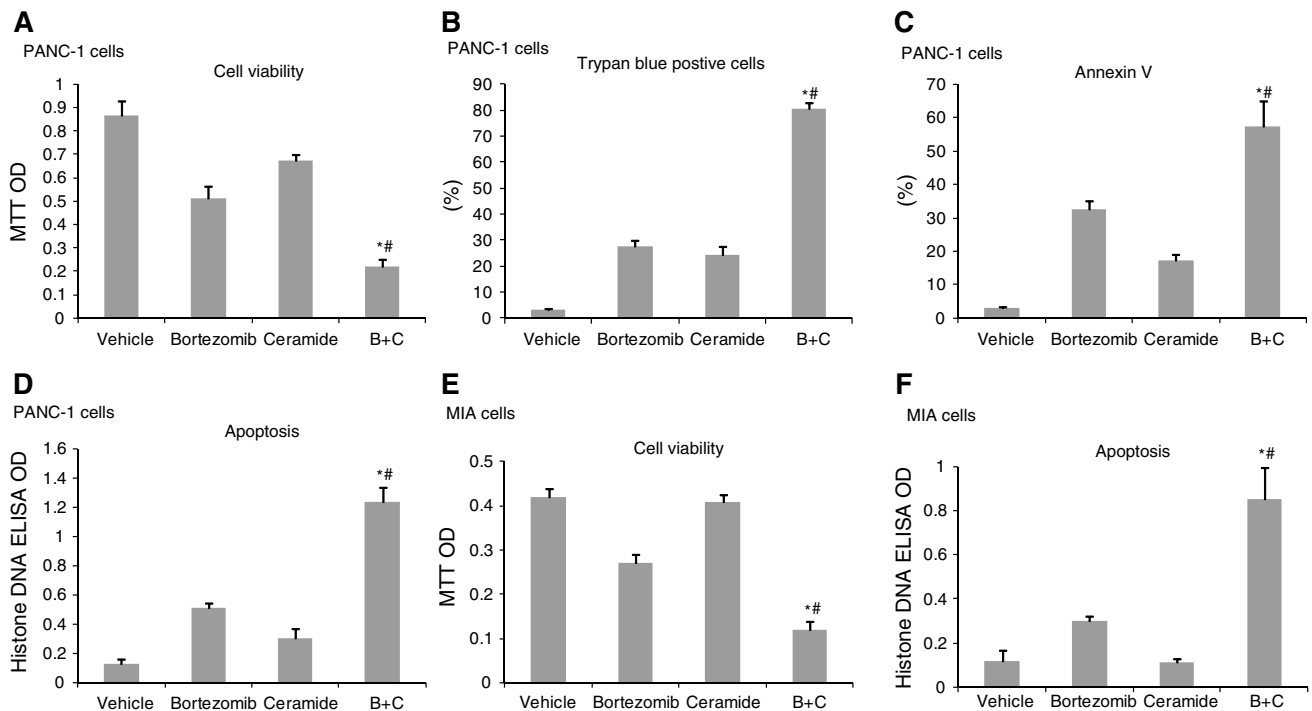 A
PANC-1 cells
Cell viability
MTT OD
1
0.9
0.8
0.7
0.6
0.5
0.4
0.3
0.2
0.1
0
*#
Vehicle Bortezomib Ceramide B+C
B
PANC-1 cells
Trypan blue postive cells
(%)
90
80
70
60
50
40
30
20
10
0
*#
Vehicle Bortezomib Ceramide B+C
C
PANC-1 cells
Annexin V
(%)
70
60
50
40
30
20
10
0
*#
Vehicle Bortezomib Ceramide B+C
D
PANC-1 cells
Apoptosis
Histone DNA ELISA OD
1.6
1.4
1.2
1
0.8
0.6
0.4
0.2
0
*#
Vehicle Bortezomib Ceramide B+C
E
MIA cells
Cell viability
MTT OD
0.5
0.4
0.3
0.2
0.1
0
*#
Vehicle Bortezomib Ceramide B+C
F
MIA cells
Apoptosis
Histone DNA ELISA OD
1
0.8
0.6
0.4
0.2
0
*#
Vehicle Bortezomib Ceramide B+C